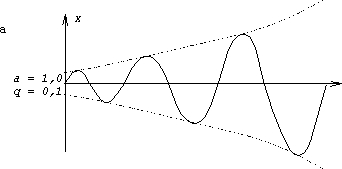 x
a
a = 1,0
q = 0,1